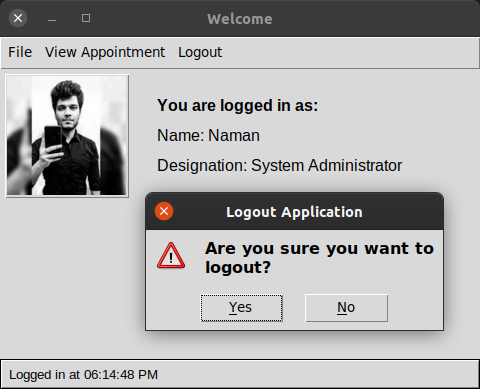 Welcome
File View Appointment Logout
You are logged in as:
Name: Naman
Designation: System Administrator
Logout Application
Are you sure you want to
logout?
Yes No
Logged in at 06:14:48 PM